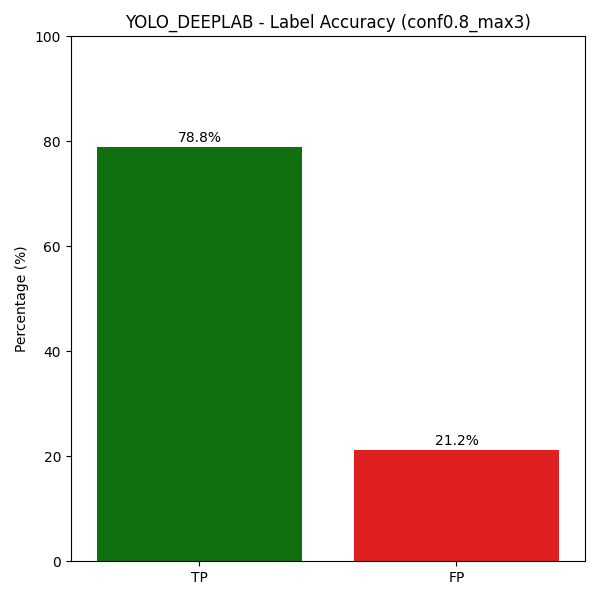 YOLO_DEEPLAB - Label Accuracy (conf0.8_max3)
100
80
60
40
20
0
Percentage (%)
78.8%
21.2%
TP
FP